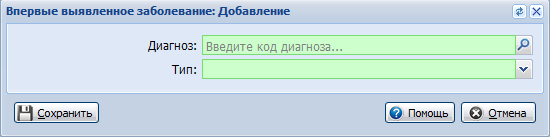 Впервые выявленное заболевание: Добавление
Диагноз: Введите код диагноза...
Тип:
Сохранить Помощь Отмена